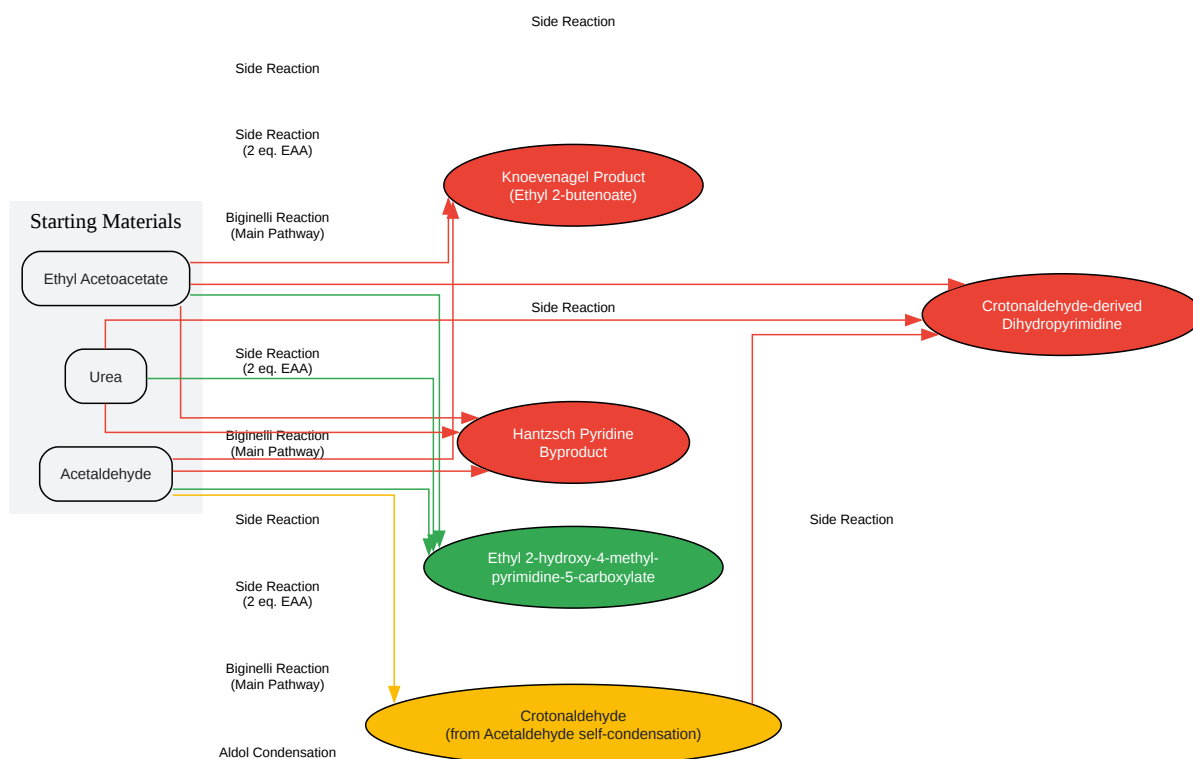 Side Reaction
Side Reaction
Side Reaction
(2 eq. EAA)
Knoevenagel Product
(Ethyl 2-butenoate)
Biginelli Reaction
(Main Pathway)
Starting Materials
Ethyl Acetoacetate
Crotonaldehyde-derived
Dihydropyrimidine
Side Reaction
Side Reaction
(2 eq. EAA)
Urea
Hantzsch Pyridine
Byproduct
Biginelli Reaction
(Main Pathway)
Acetaldehyde
Side Reaction
Side Reaction
Ethyl 2-hydroxy-4-methyl-
pyrimidine-5-carboxylate
Side Reaction
(2 eq. EAA)
Biginelli Reaction
(Main Pathway)
Crotonaldehyde
(from Acetaldehyde self-condensation)
Aldol Condensation